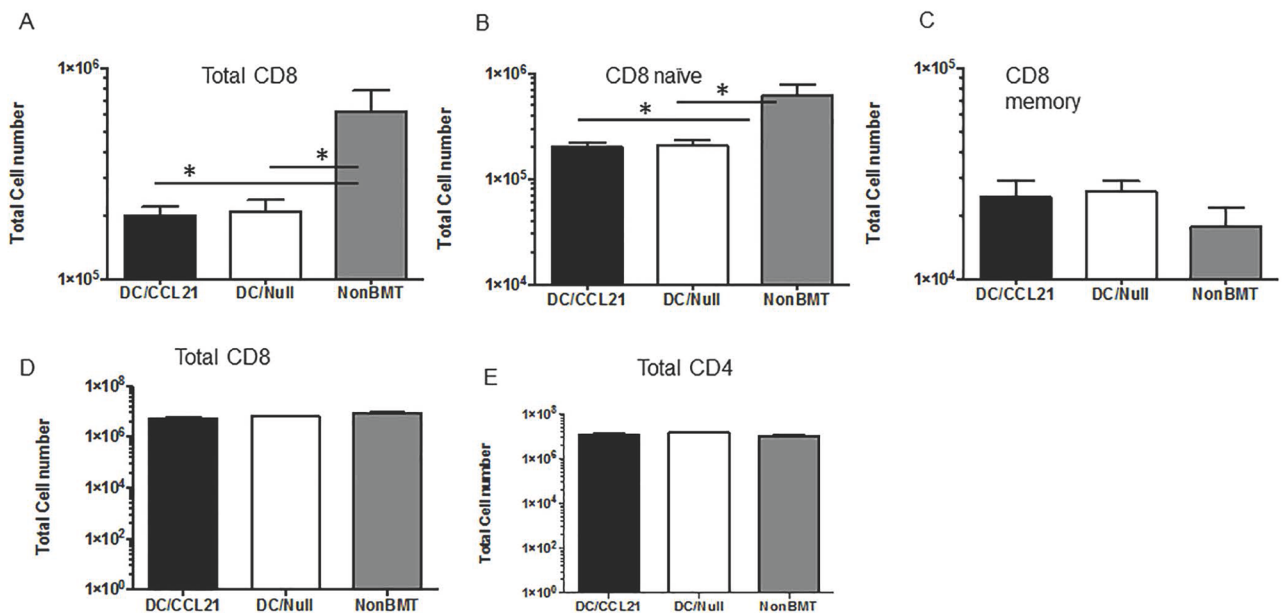 A
Total CD8
Total Cell number
1×10⁶
1×10⁵
*
*
DC/CCL21 DC/Null NonBMT
B
CD8 naïve
Total Cell number
1×10⁶
1×10⁵
1×10⁴
*
*
DC/CCL21 DC/Null NonBMT
C
CD8
memory
Total Cell number
1×10⁵
1×10⁴
DC/CCL21 DC/Null NonBMT
D
Total CD8
Total Cell number
1×10⁸
1×10⁶
1×10⁴
1×10²
1×10⁰
DC/CCL21 DC/Null NonBMT
E
Total CD4
Total Cell number
1×10⁸
1×10⁶
1×10⁴
1×10²
1×10⁰
DC/CCL21 DC/Null NonBMT